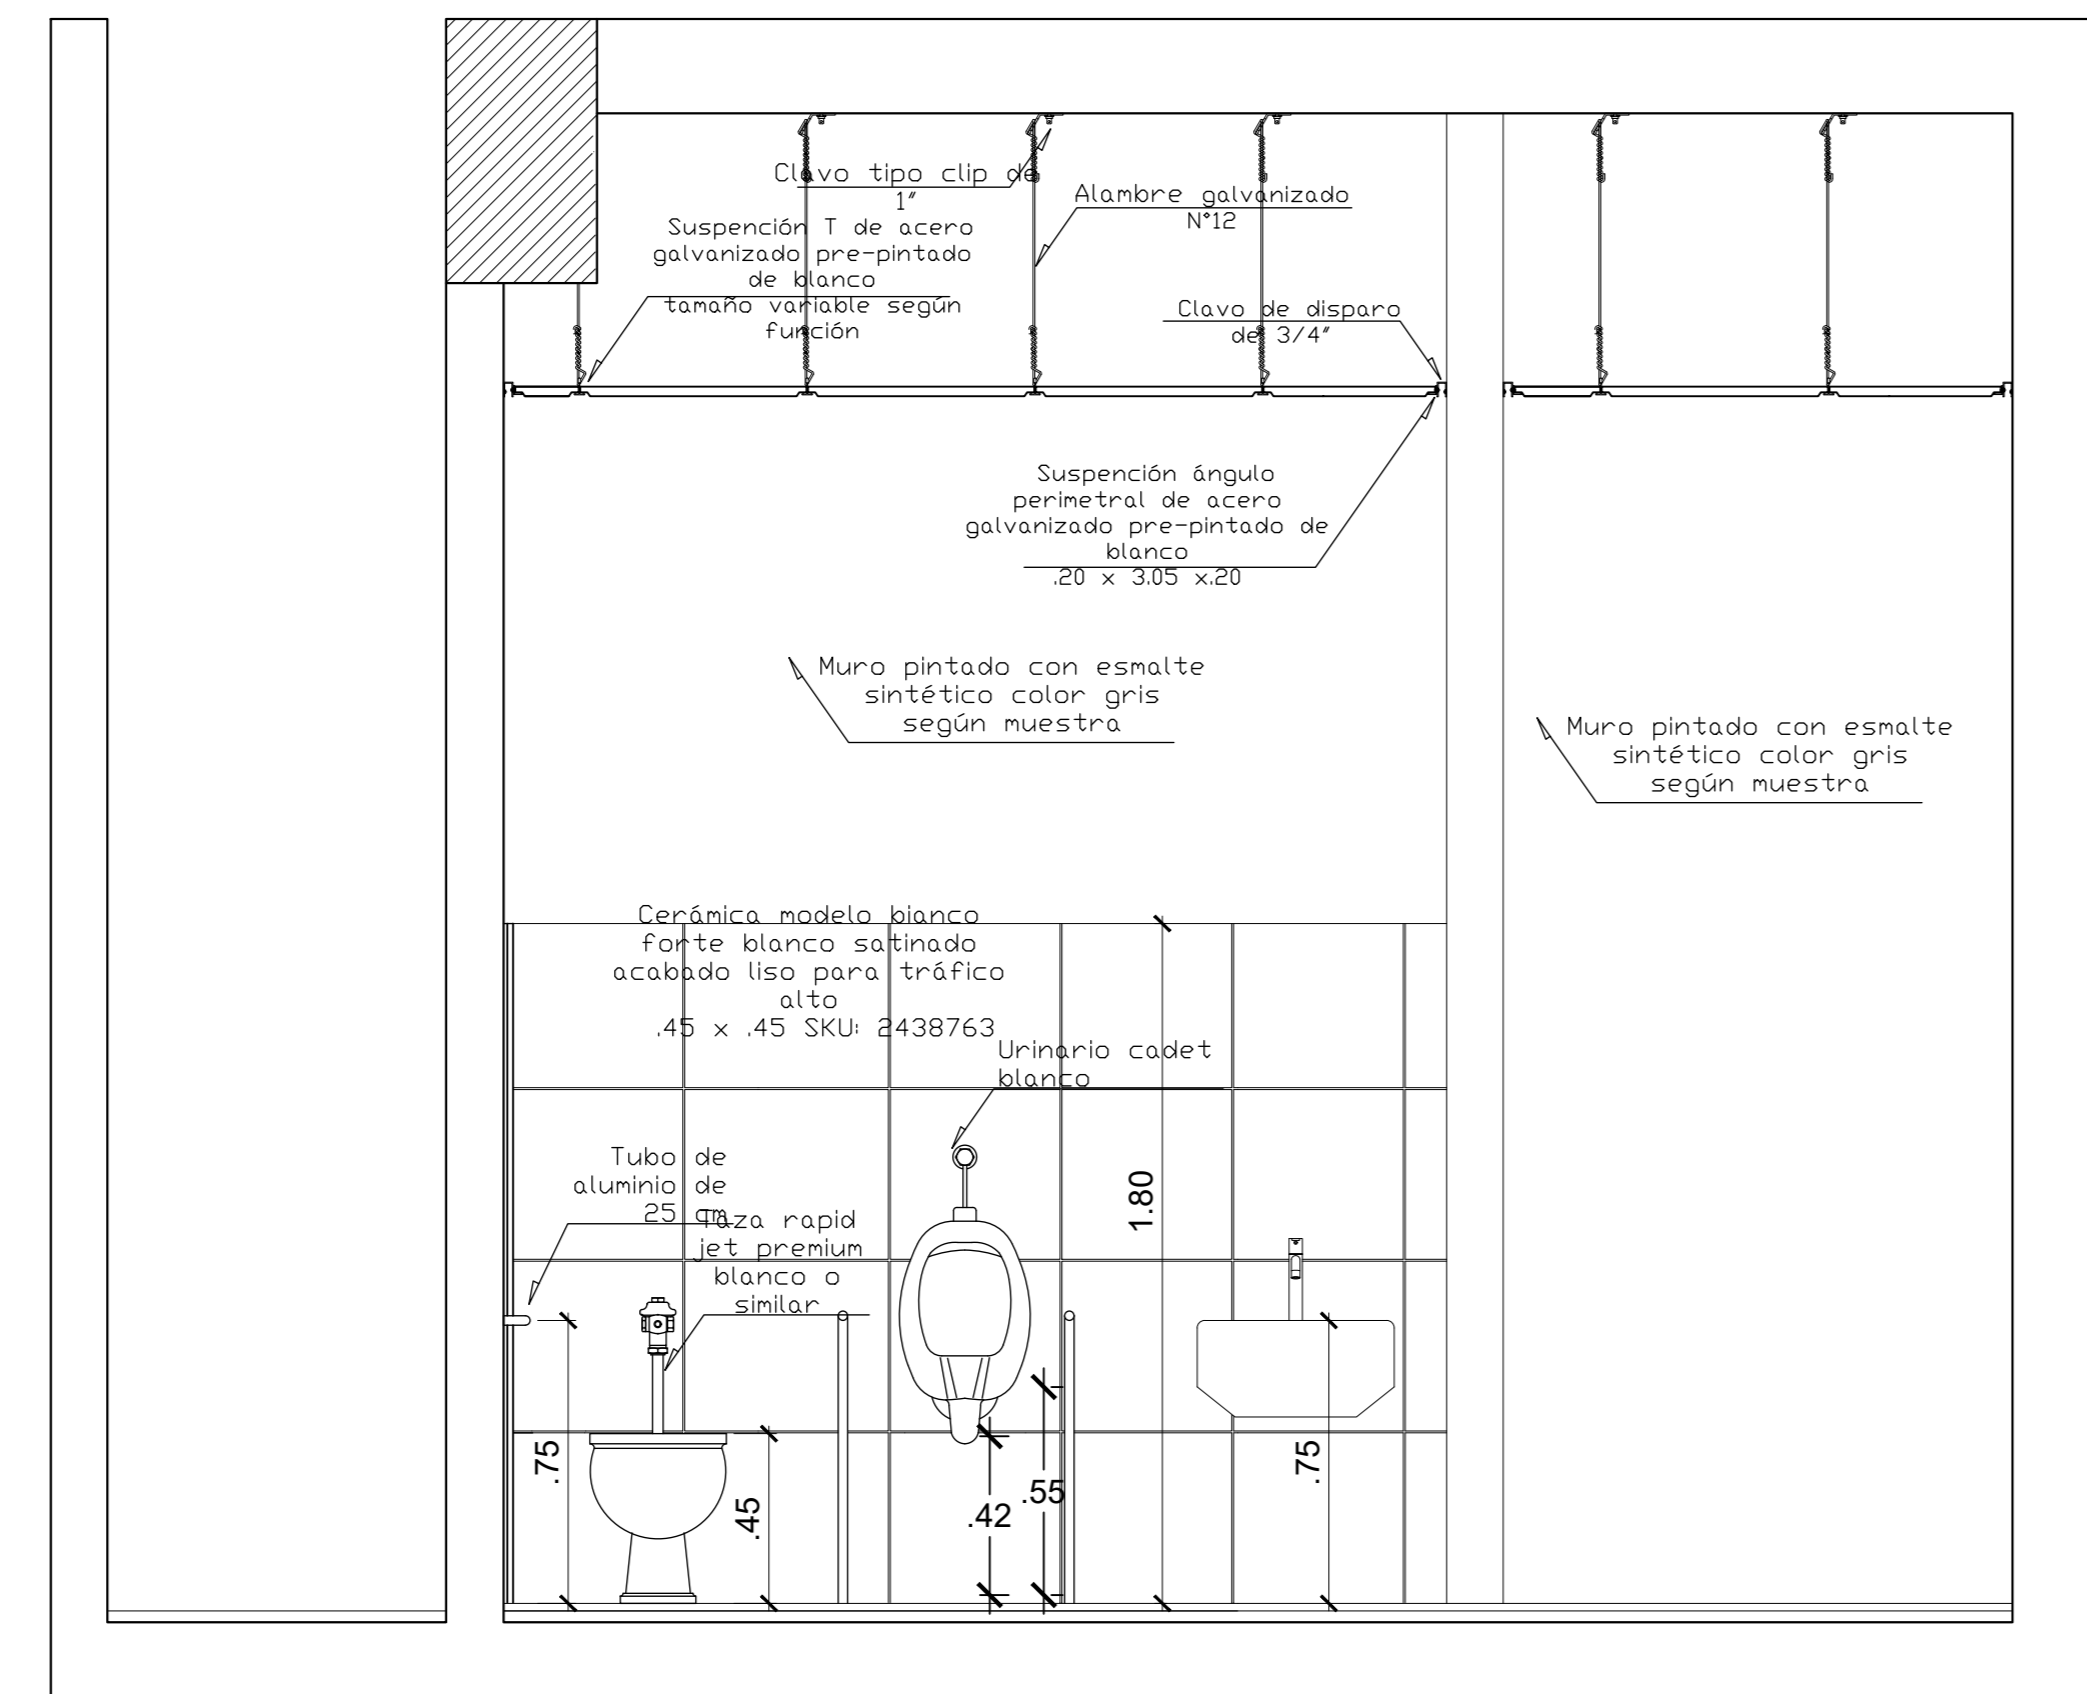 Clavo tipo clip de
1"
Alambre galvanizado
N°12
Suspención T de acero
galvanizado pre-pintado
de blanco
tamaño variable según
función
Clavo de disparo
de 3/4"
Suspención ángulo
perimetral de acero
galvanizado pre-pintado de
blanco
.20 x 3.05 x.20
Muro pintado con esmalte
sintético color gris
según muestra
Muro pintado con esmalte
sintético color gris
según muestra
Cerámica modelo bianco
forte blanco satinado
acabado liso para tráfico
alto
.45 x .45 SKU: 2438763
Urinario cadet
blanco
Tubo de
aluminio de
25 cm
Taza rapid
jet premium
blanco o
similar
1.80
.75
.45
.42
.55
.75